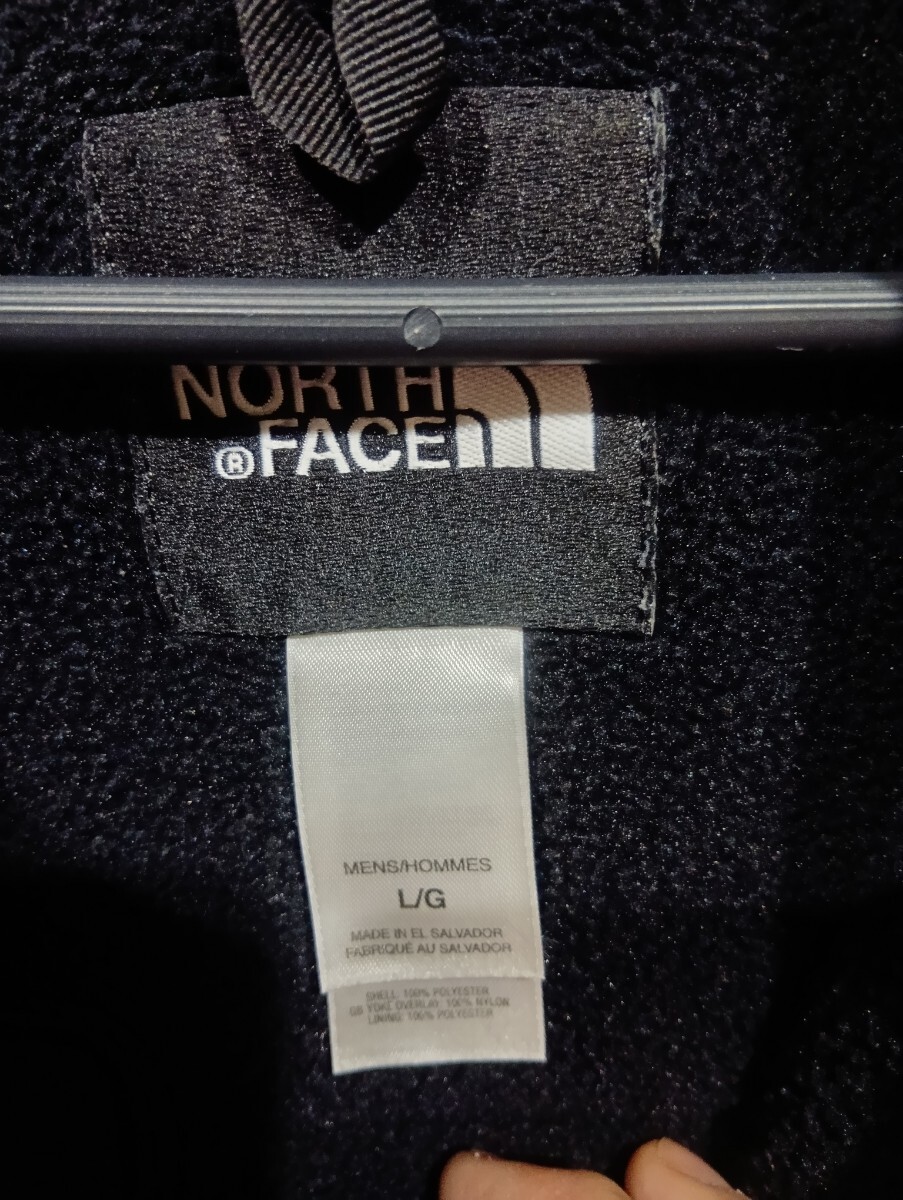 NORTH
®FACE
MENS/HOMMES
L/G
MADE IN EL SALVADOR
FABRIQUÉ AU SALVADOR
SHELL: 100% POLYESTER
GB YOKE OVERLAY: 100% NYLON
LINING: 100% POLYESTER